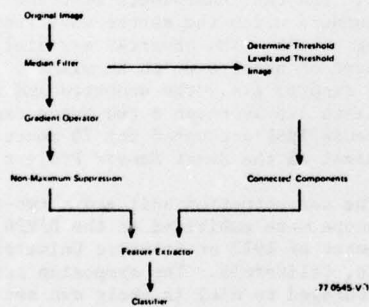 Original Image
Median Filter
Determine Threshold
Levels and Threshold
Image
Gradient Operator
Non-Maximum Suppression
Connected Components
Feature Extractor
Classifier
77-0545-V-1